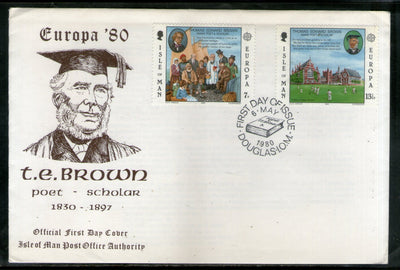 Europa '80
t.e. BROWN
poet - scholar
1830 - 1897
Official First Day Cover
Isle of Man Post Office Authority
THOMAS EDWARD BROWN
ISLE OF MAN
EUROPA 7p
THOMAS EDWARD BROWN
ISLE OF MAN
EUROPA 13½p
FIRST DAY OF ISSUE
6 · MAY
1980
DOUGLAS I.O.M.